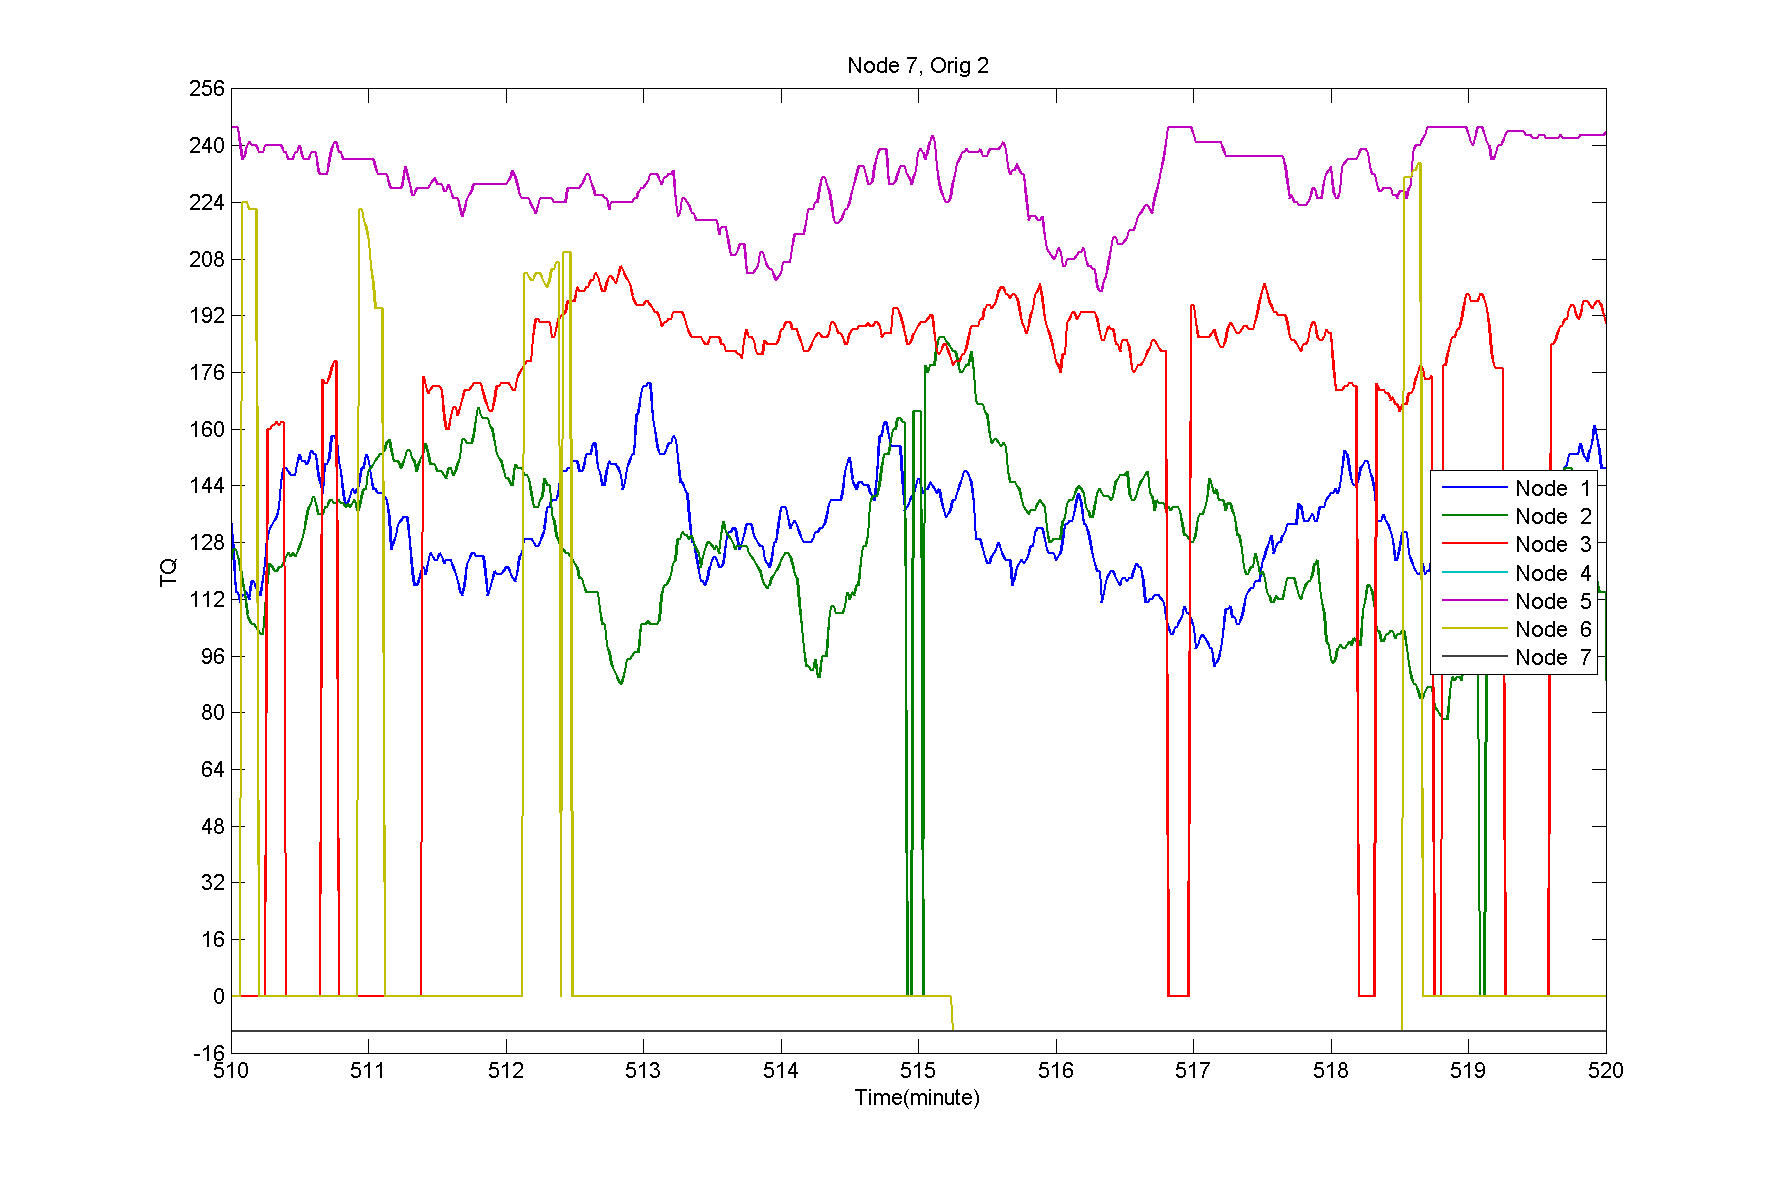 Node 7, Orig 2
256
240
224
208
192
176
160
144
128
112
96
80
64
48
32
16
0
-16
TQ
510 511 512 513 514 515 516 517 518 519 520
Time(minute)
Node 1
Node 2
Node 3
Node 4
Node 5
Node 6
Node 7